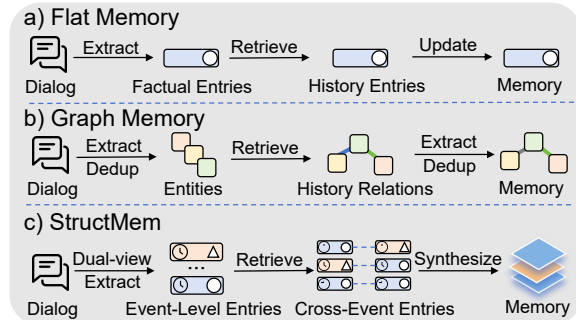 a) Flat Memory
Extract Retrieve Update
Dialog Factual Entries History Entries Memory
b) Graph Memory
Extract Retrieve Extract
Dedup Dedup
Dialog Entities History Relations Memory
c) StructMem
Dual-view Retrieve Synthesize
Extract
...
Dialog Event-Level Entries Cross-Event Entries Memory